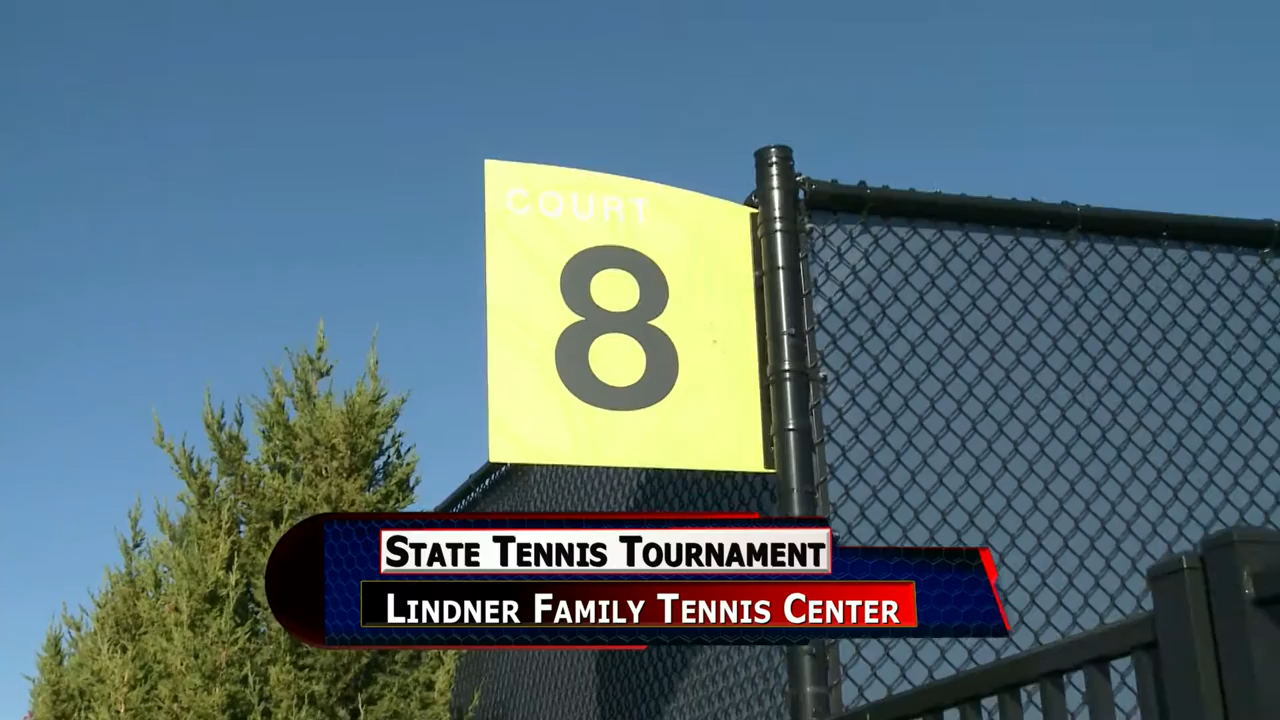 COURT
8
STATE TENNIS TOURNAMENT
LINDNER FAMILY TENNIS CENTER